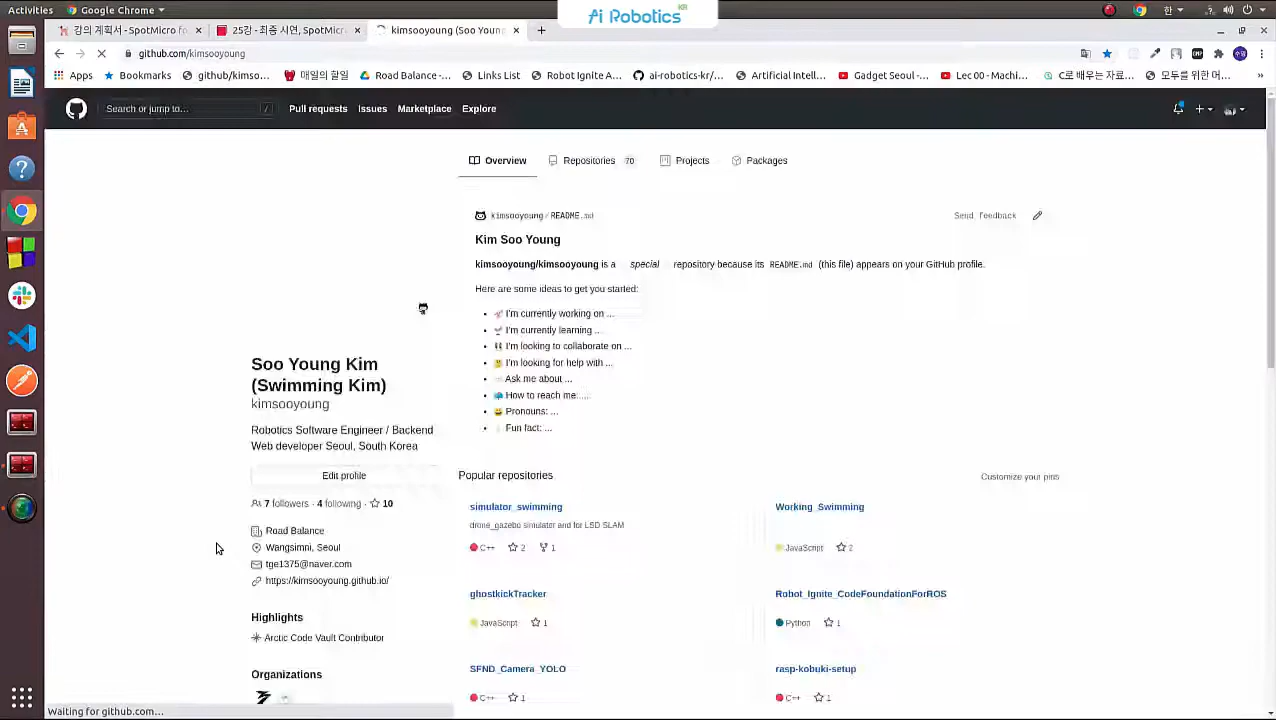 Activities
Google Chrome
Ai Robotics KR
한
강의 계획서 - SpotMicro fo
25강 - 최종 시연, SpotMicr
kimsooyoung (Soo Young
github.com/kimsooyoung
수영
Apps
Bookmarks
github/kimso...
매일의 할일
Road Balance -...
Links List
Robot Ignite A...
ai-robotics-kr/...
Artificial Intell...
Gadget Seoul -...
Lec 00 - Machi...
C로 배우는 자료...
모두를 위한 머...
»
Search or jump to...
/
Pull requests
Issues
Marketplace
Explore
Overview
Repositories 70
Projects
Packages
kimsooyoung/README.md
Send feedback
Kim Soo Young
kimsooyoung/kimsooyoung is a special repository because its README.md (this file) appears on your GitHub profile.
Here are some ideas to get you started:
I'm currently working on ...
I'm currently learning ...
I'm looking to collaborate on ...
I'm looking for help with ...
Ask me about ...
How to reach me: ...
Pronouns: ...
Fun fact: ...
Soo Young Kim
(Swimming Kim)
kimsooyoung
Robotics Software Engineer / Backend
Web developer Seoul, South Korea
Edit profile
7 followers · 4 following · 10
Road Balance
Wangsimni, Seoul
tge1375@naver.com
https://kimsooyoung.github.io/
Highlights
Arctic Code Vault Contributor
Organizations
Popular repositories
Customize your pins
simulator_swimming
drone_gazebo simulator and for LSD SLAM
C++ 2 1
Working_Swimming
JavaScript 2
ghostkickTracker
JavaScript 1
Robot_Ignite_CodeFoundationForROS
Python 1
SFND_Camera_YOLO
C++ 1
rasp-kobuki-setup
C++ 1
Waiting for github.com...